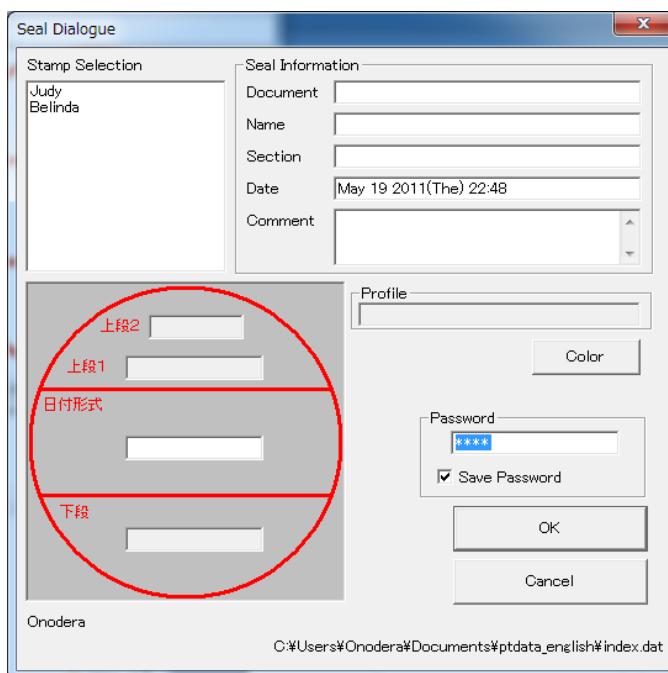 Seal Dialogue
Stamp Selection
Judy
Belinda
Seal Information
Document
Name
Section
Date May 19 2011(The) 22:48
Comment
上段2
上段1
日付形式
下段
Profile
Color
Password
****
Save Password
OK
Cancel
Onodera
C:¥Users¥Onodera¥Documents¥ptdata_english¥index.dat